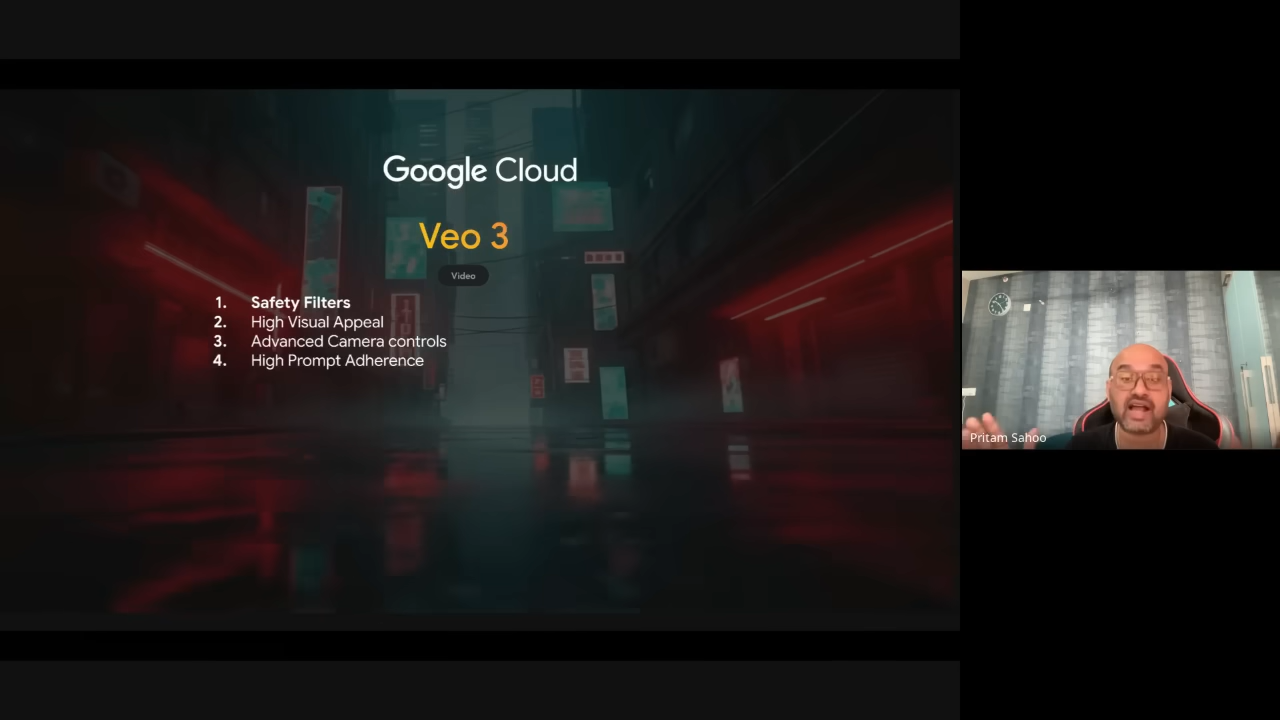 Google Cloud
Veo 3
Video
1. Safety Filters
2. High Visual Appeal
3. Advanced Camera controls
4. High Prompt Adherence
Pritam Sahoo